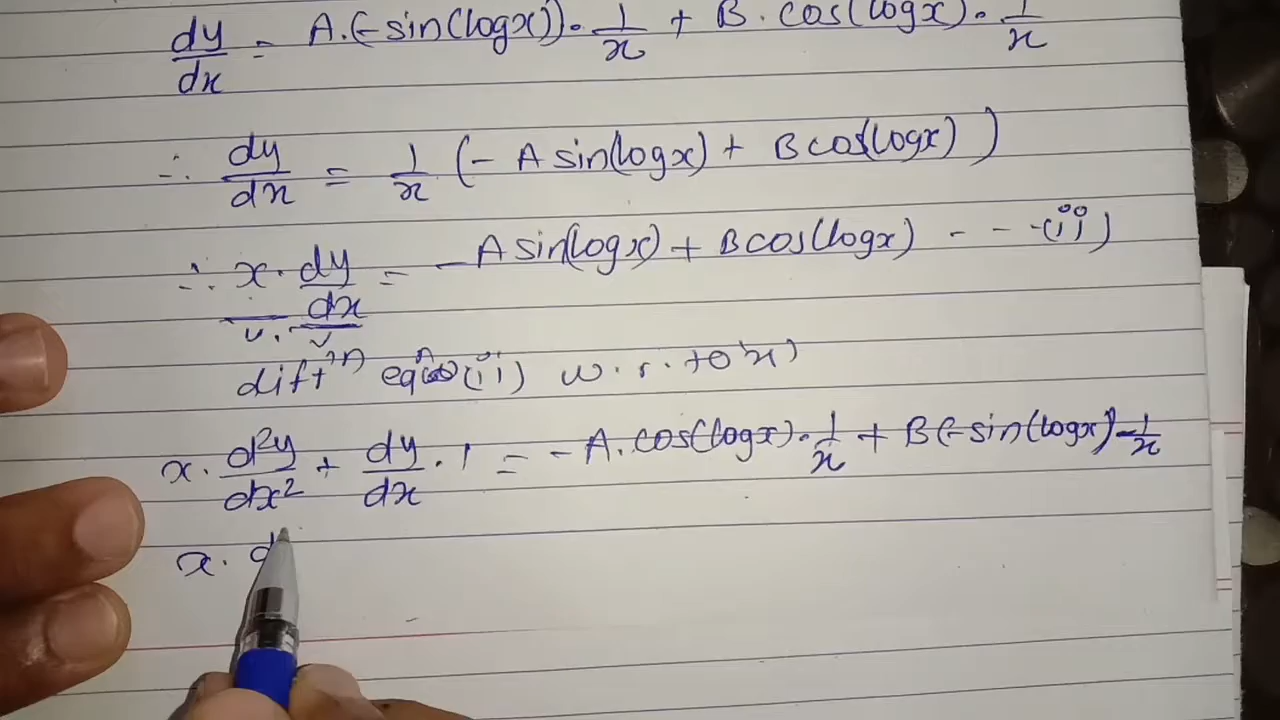 dy/dx = A.(-sin(logx)).1/x + B.cos(logx).1/x
∴ dy/dx = 1/x (-A sin(logx) + B cos(logx))
∴ x.dy/dx = -A sin(logx) + B cos(logx) - - -(ii)
u. v
diftⁿ eqⁿ (ii) w.r.to 'x'
x.d²y/dx² + dy/dx.1 = -A.cos(logx).1/x + B(-sin(logx).1/x
x. d